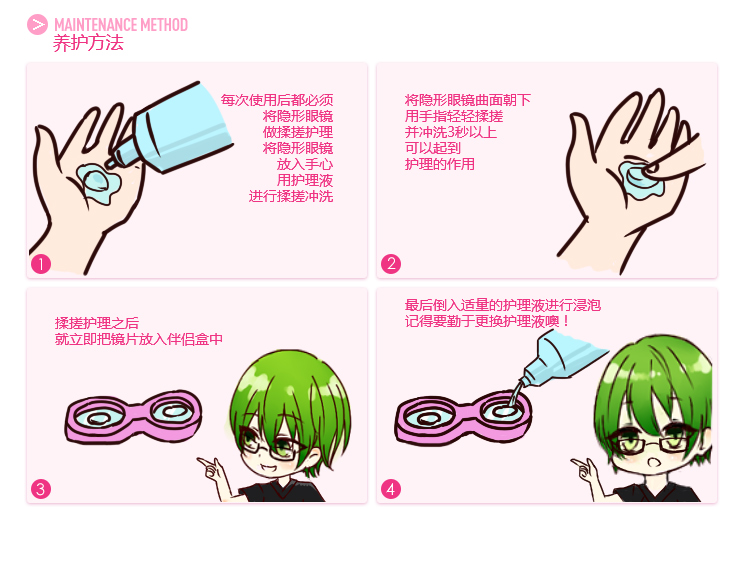 MAINTENANCE METHOD
养护方法
每次使用后都必须
将隐形眼镜
做揉搓护理
将隐形眼镜
放入手心
用护理液
进行揉搓冲洗
1
将隐形眼镜曲面朝下
用手指轻轻揉搓
并冲洗3秒以上
可以起到
护理的作用
2
揉搓护理之后
就立即把镜片放入伴侣盒中
3
最后倒入适量的护理液进行浸泡
记得要勤于更换护理液噢！
4